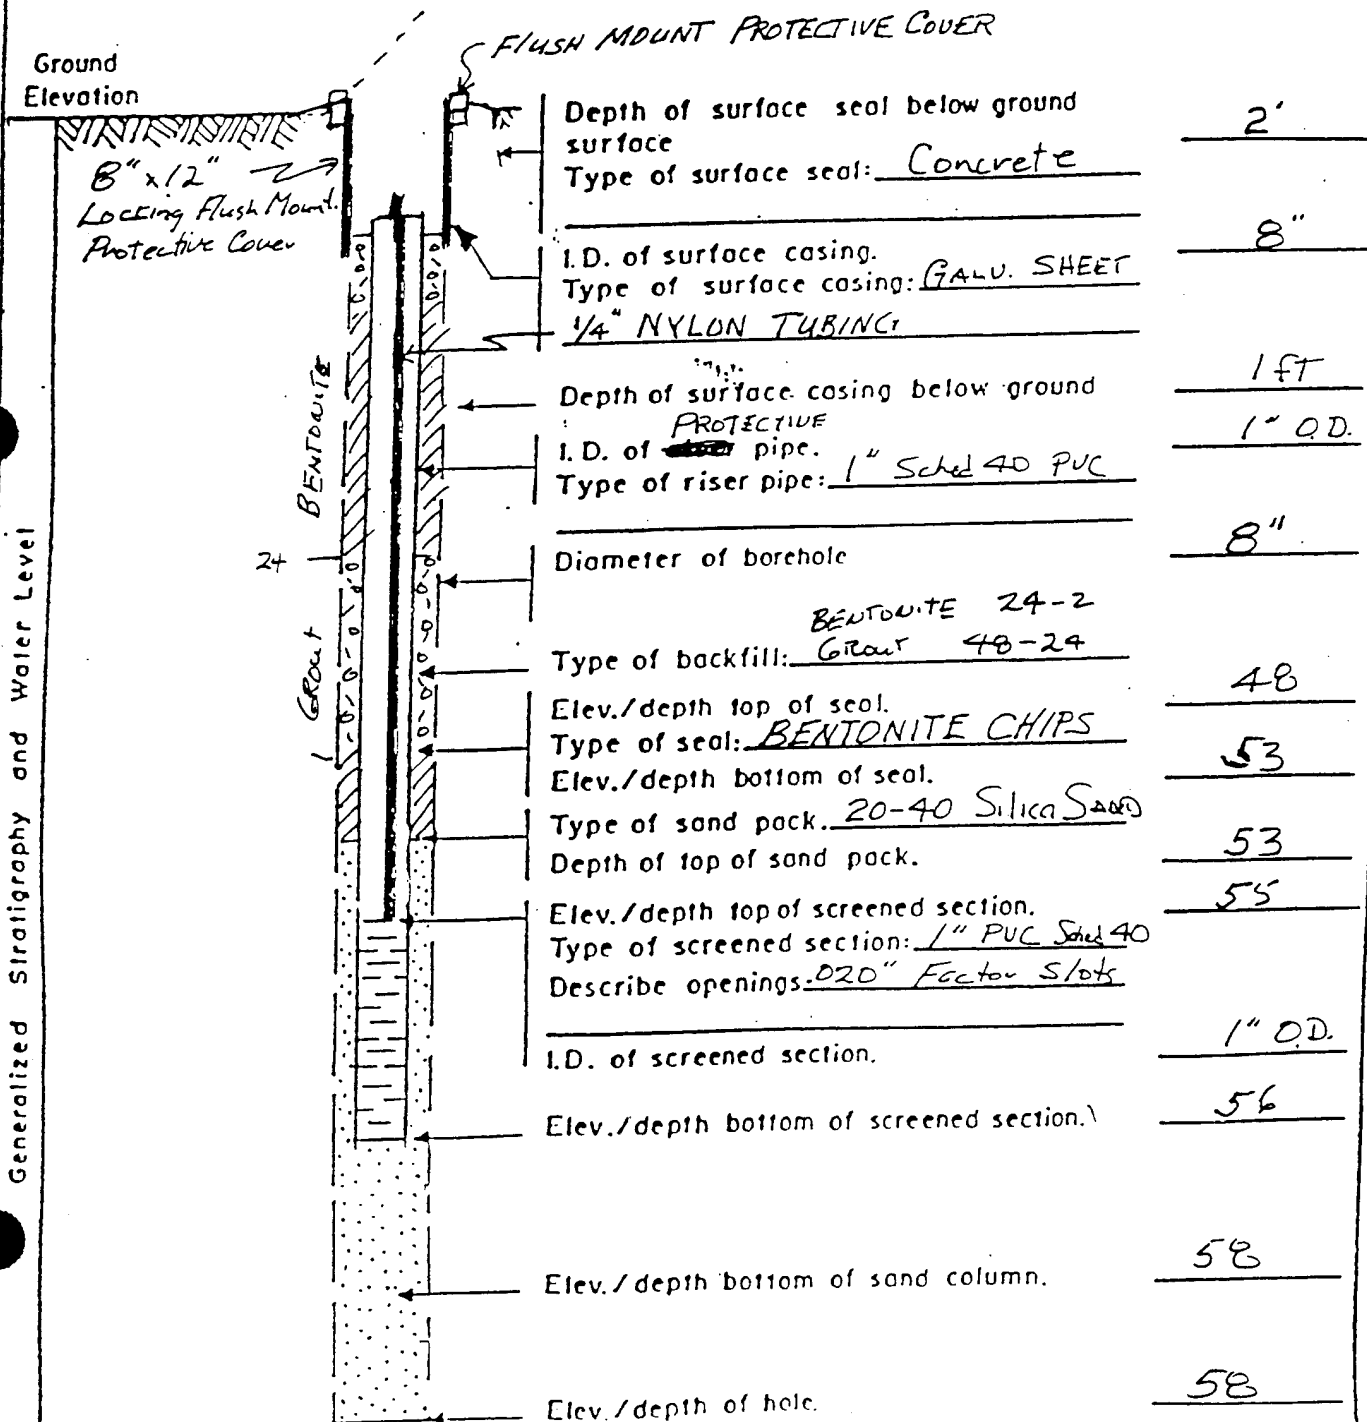 FLUSH MOUNT PROTECTIVE COVER
Ground
Elevation
8" x 12"
Locking Flush Mount
Protective Cover
Depth of surface seal below ground
surface
2'
Type of surface seal: Concrete
I.D. of surface casing.
8"
Type of surface casing: GALV. SHEET
1/4" NYLON TUBING
Depth of surface casing below ground
1 FT
PROTECTIVE
I.D. of pipe.
1" O.D.
Type of riser pipe: 1" Sched 40 PVC
BENTONITE
24
Diameter of borehole
8"
BENTONITE 24-2
Type of backfill: Grout 48-24
GROUT
Elev./depth top of seal.
48
Type of seal: BENTONITE CHIPS
Elev./depth bottom of seal.
53
Type of sand pack. 20-40 Silica SAND
Depth of top of sand pack.
53
Elev./depth top of screened section.
55
Type of screened section: 1" PVC Sched 40
Describe openings. .020" Factor Slots
I.D. of screened section.
1" O.D.
Elev./depth bottom of screened section.
56
Elev./depth bottom of sand column.
58
Elev./depth of hole.
58
Generalized Stratigraphy and Water Level